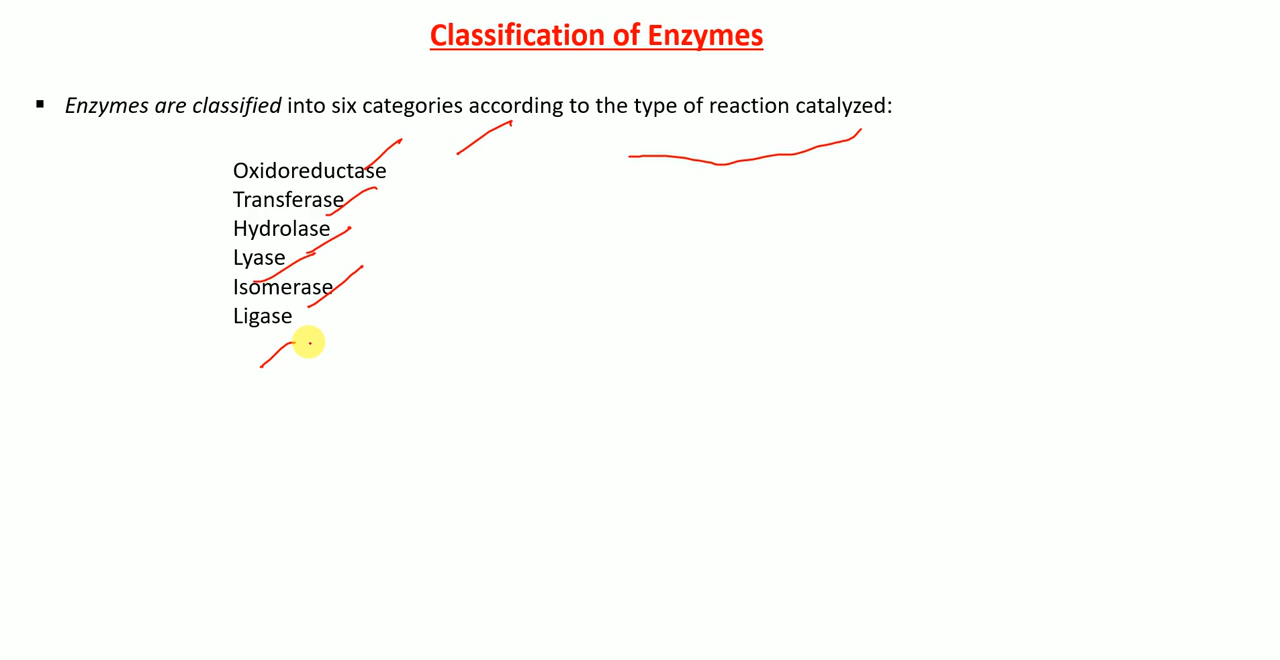 Classification of Enzymes
▪ Enzymes are classified into six categories according to the type of reaction catalyzed:
Oxidoreductase
Transferase
Hydrolase
Lyase
Isomerase
Ligase